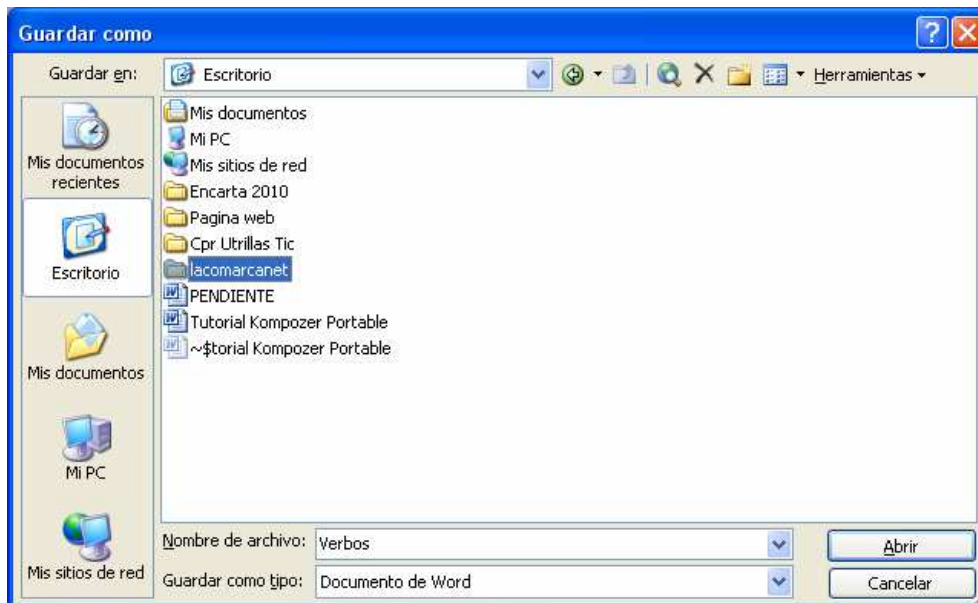 Guardar como
Guardar en:
Escritorio
Herramientas
Mis documentos
recientes
Escritorio
Mis documentos
Mi PC
Mis sitios de red
Mis documentos
Mi PC
Mis sitios de red
Encarta 2010
Pagina web
Cpr Utrillas Tic
lacomarcanet
PENDIENTE
Tutorial Kompozer Portable
~$torial Kompozer Portable
Nombre de archivo: Verbos
Abrir
Guardar como tipo: Documento de Word
Cancelar